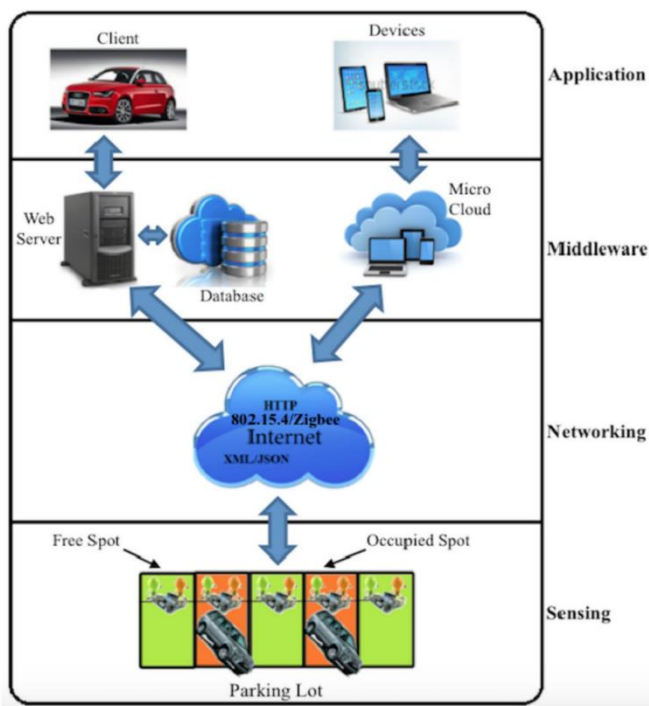 Client
Devices
Application
Web
Server
Database
Micro
Cloud
Middleware
HTTP
802.15.4/Zigbee
Internet
XML/JSON
Networking
Free Spot
Occupied Spot
Sensing
Parking Lot